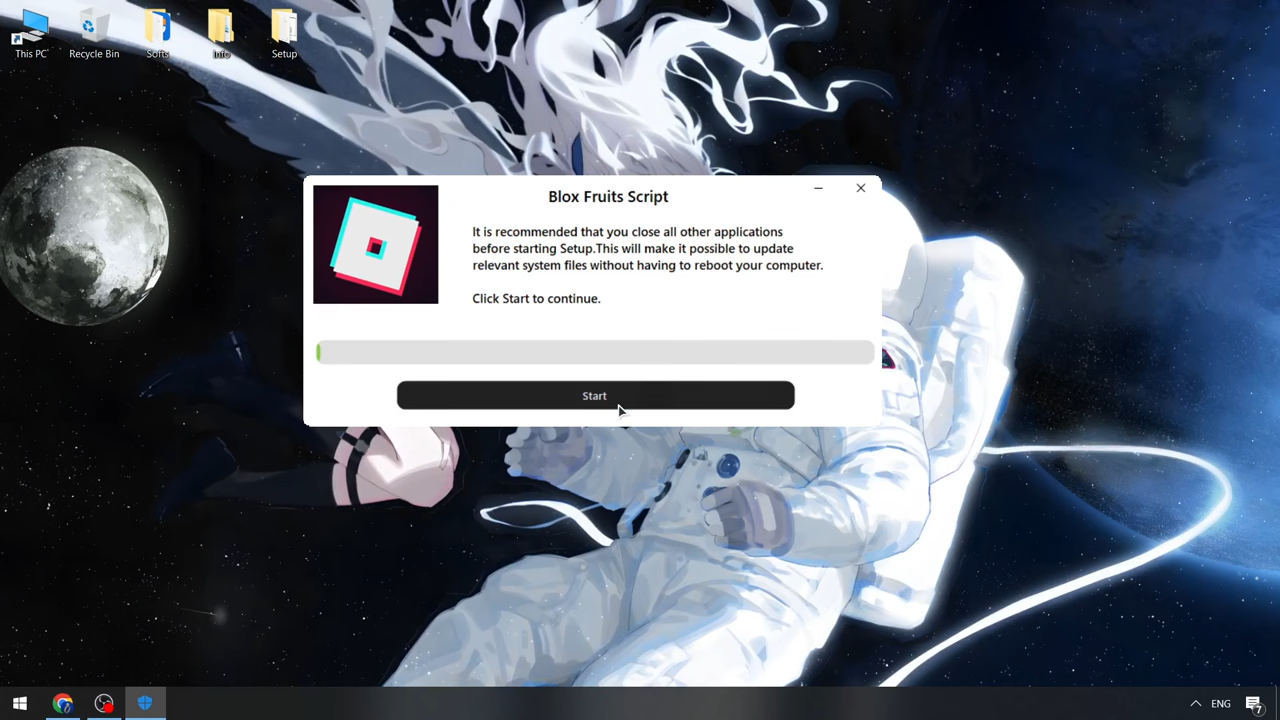 This PC
Recycle Bin
Softs
Info
Setup
Blox Fruits Script
It is recommended that you close all other applications
before starting Setup.This will make it possible to update
relevant system files without having to reboot your computer.
Click Start to continue.
Start
ENG
7